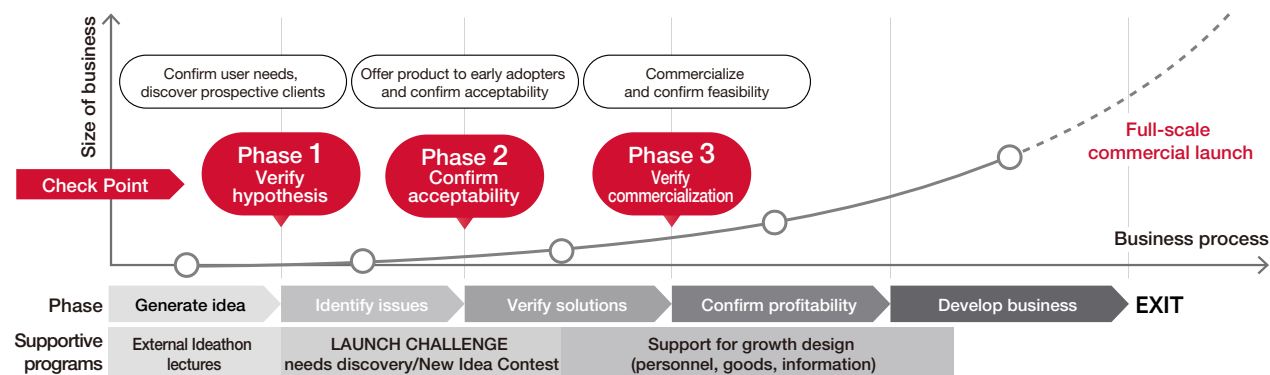 Size of business
Confirm user needs,
discover prospective clients
Offer product to early adopters
and confirm acceptability
Commercialize
and confirm feasibility
Check Point
Phase 1
Verify
hypothesis
Phase 2
Confirm
acceptability
Phase 3
Verify
commercialization
Full-scale
commercial launch
Business process
Phase
Generate idea
Identify issues
Verify solutions
Confirm profitability
Develop business
EXIT
Supportive
programs
External Ideathon
lectures
LAUNCH CHALLENGE
needs discovery/New Idea Contest
Support for growth design
(personnel, goods, information)